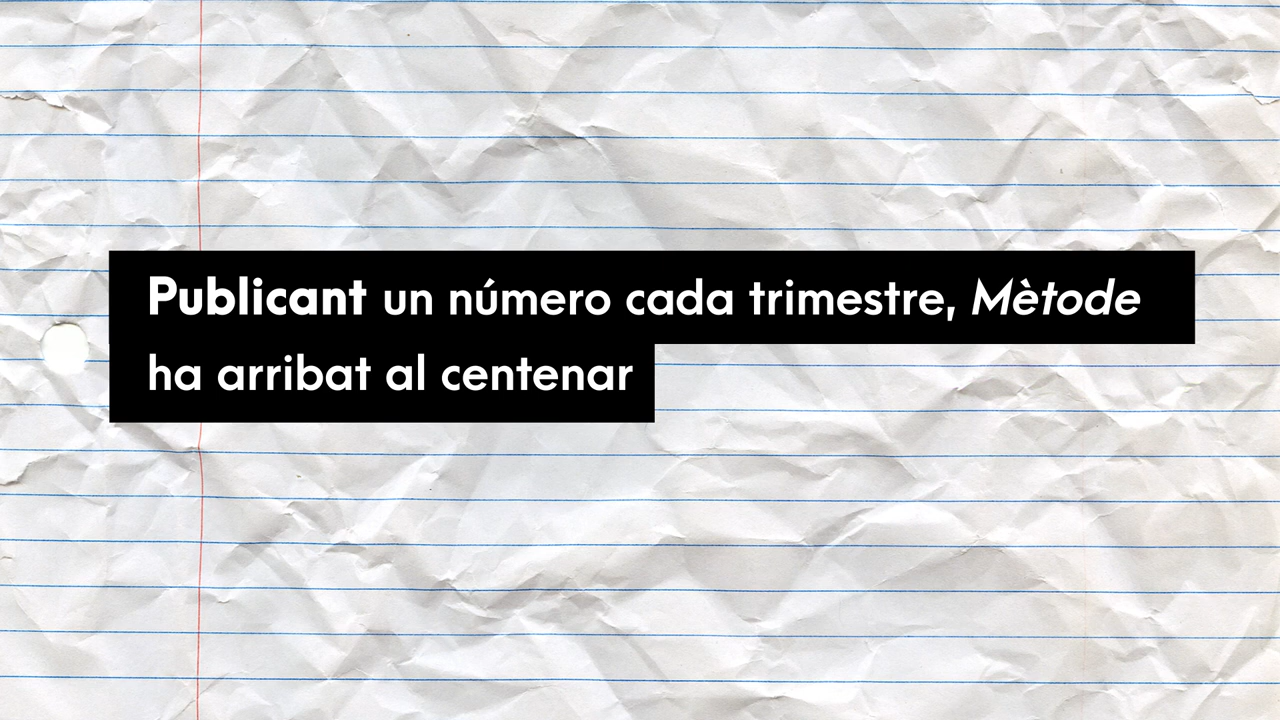 Publicant un número cada trimestre, Mètode
ha arribat al centenar